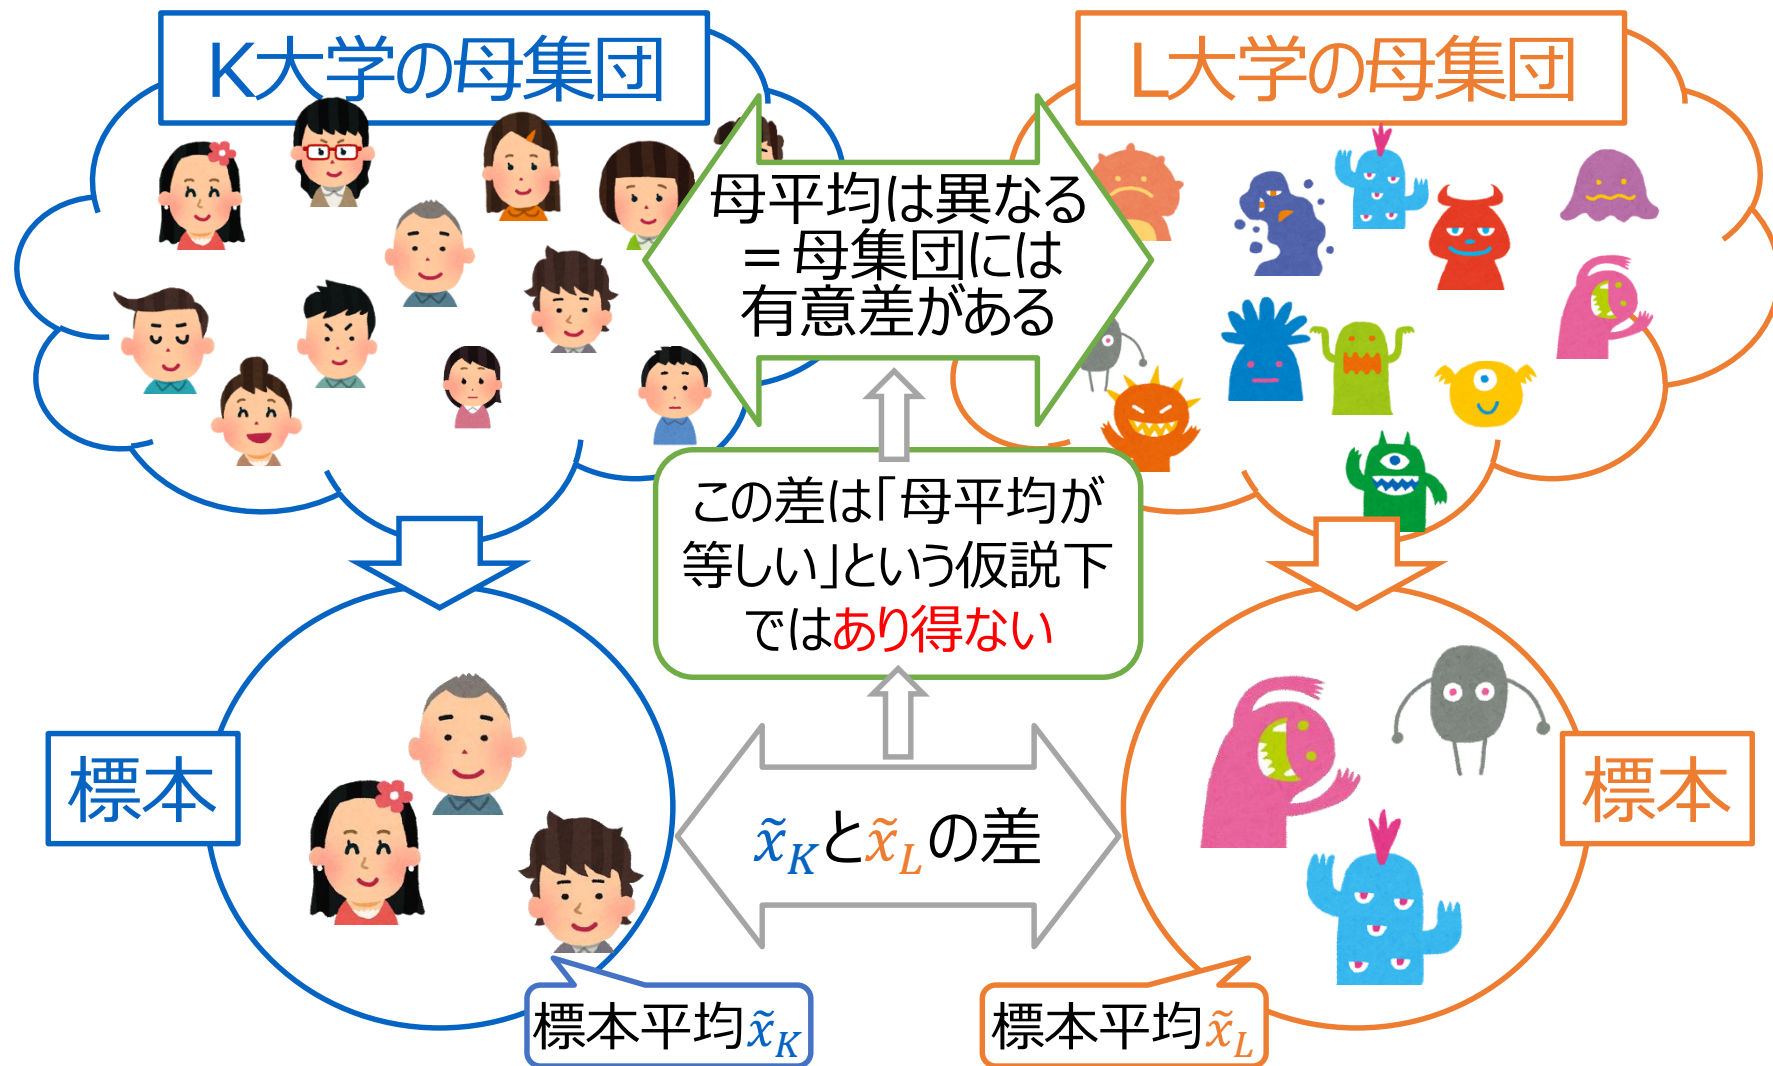 K大学の母集団
L大学の母集団
母平均は異なる
=母集団には
有意差がある
この差は「母平均が
等しい」という仮説下
ではあり得ない
標本
標本
x̃_Kとx̃_Lの差
標本平均x̃_K
標本平均x̃_L